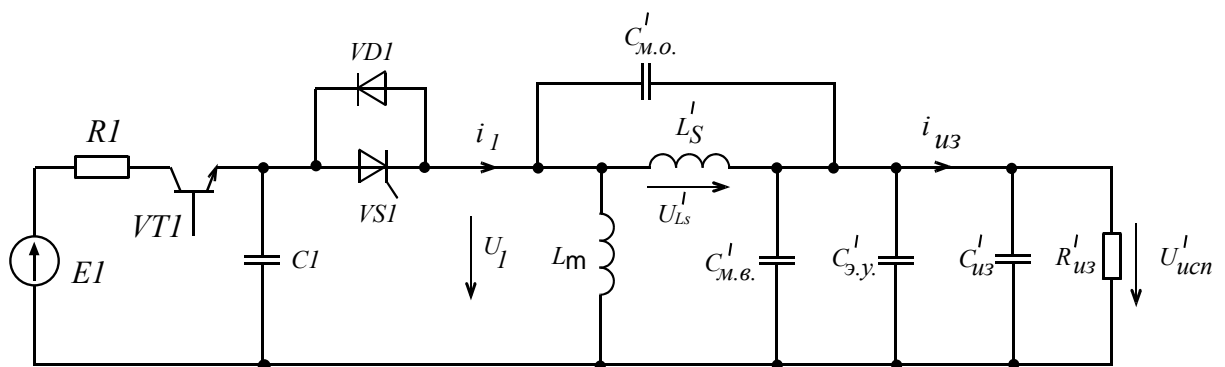 C'м.о.
VD1
R1
i1
L'S
iиз
VT1
VS1
U'Ls
E1
C1
U1
Lm
C'м.в.
C'э.у.
C'из
R'из
U'исп